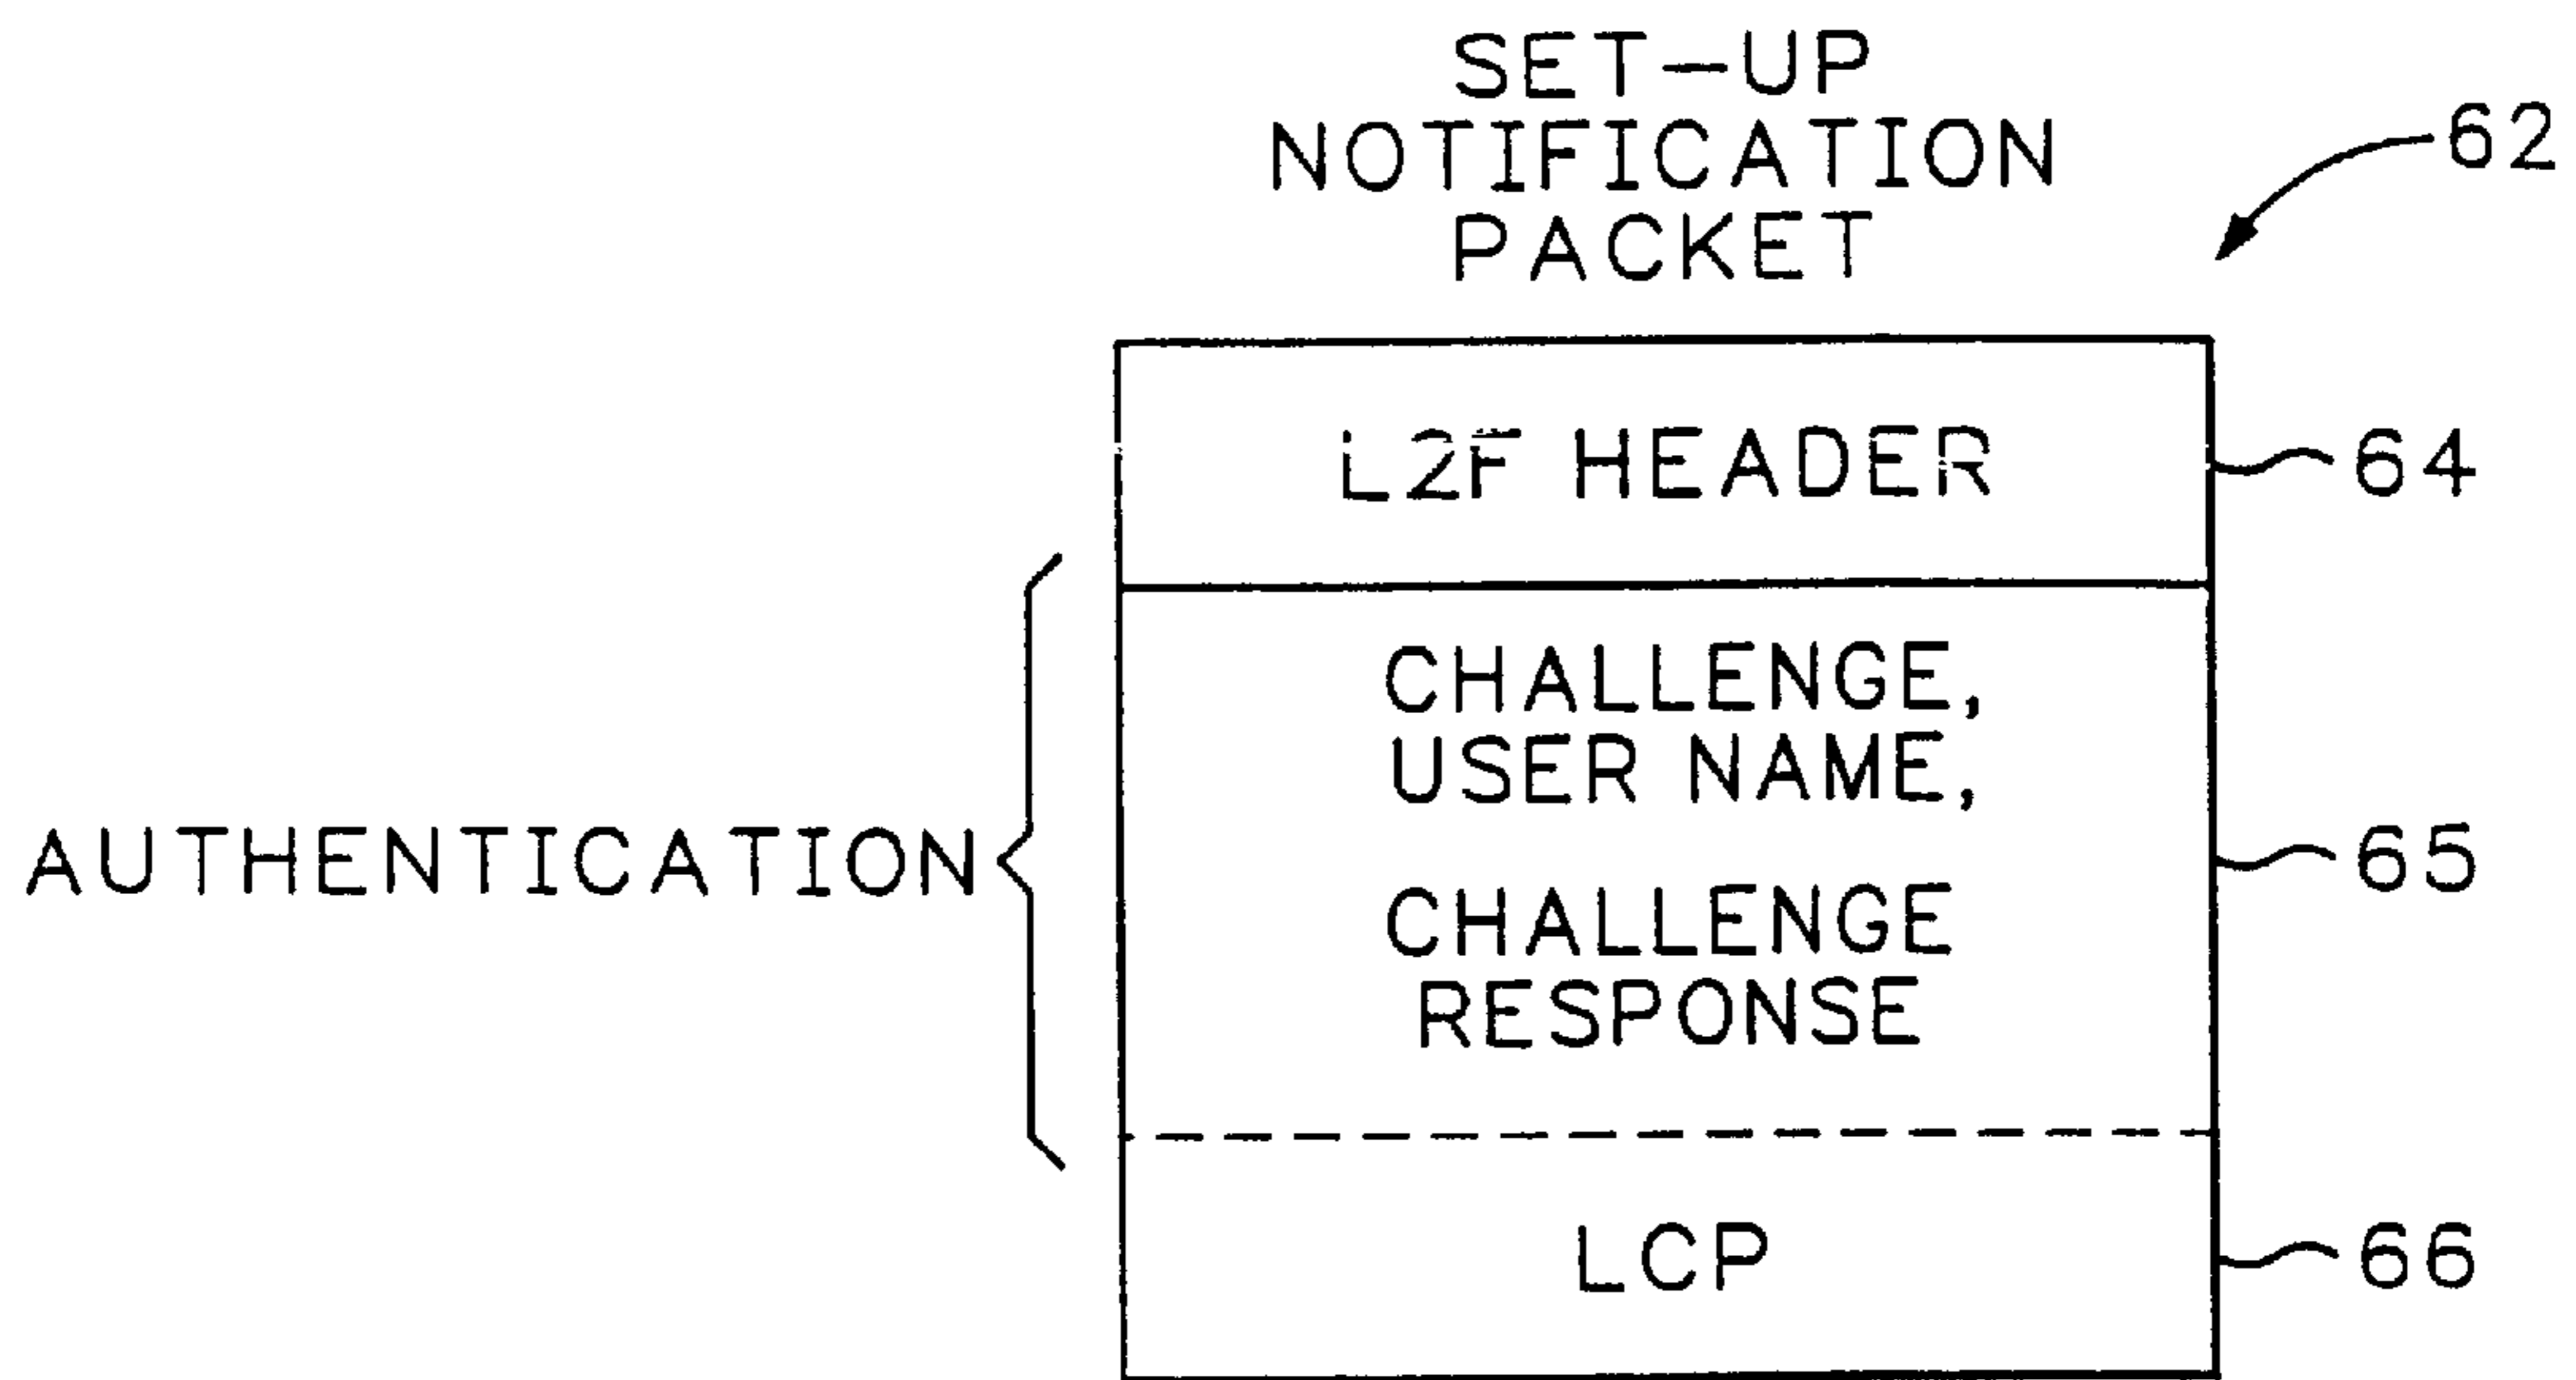 SET-UP
NOTIFICATION
PACKET
62
L2F HEADER
64
CHALLENGE,
USER NAME,
AUTHENTICATION
65
CHALLENGE
RESPONSE
LCP
66